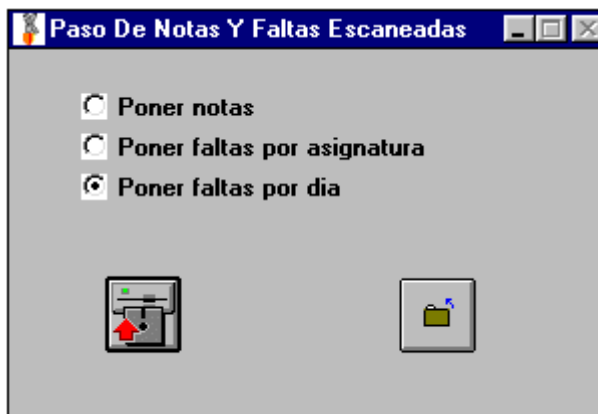 Paso De Notas Y Faltas Escaneadas
Poner notas
Poner faltas por asignatura
Poner faltas por dia